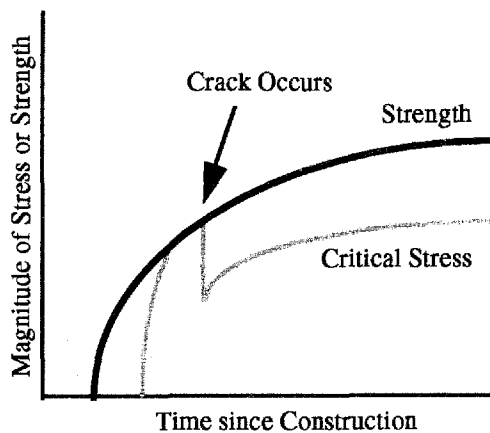 Magnitude of Stress or Strength
Crack Occurs
Strength
Critical Stress
Time since Construction